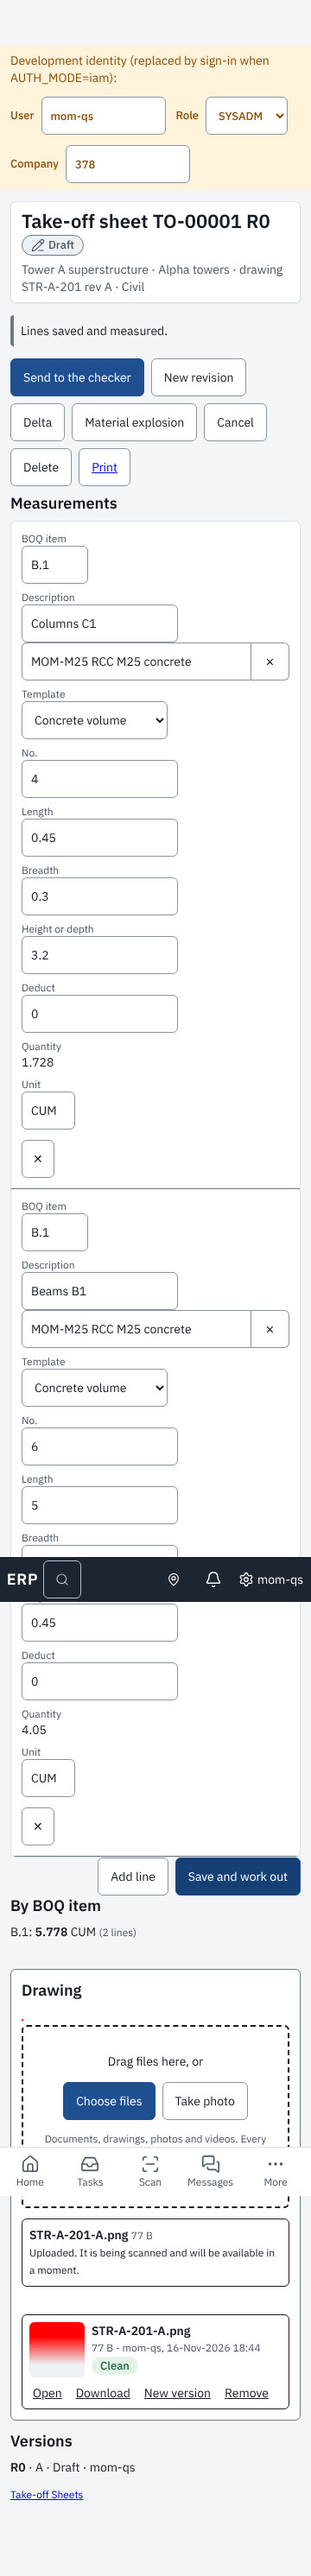 Development identity (replaced by sign-in when
AUTH_MODE=iam):
User mom-qs Role SYSADM
Company 378
Take-off sheet TO-00001 R0
Draft
Tower A superstructure · Alpha towers · drawing
STR-A-201 rev A · Civil
Lines saved and measured.
Send to the checker New revision
Delta Material explosion Cancel
Delete Print
Measurements
BOQ item
B.1
Description
Columns C1
MOM-M25 RCC M25 concrete ×
Template
Concrete volume
No.
4
Length
0.45
Breadth
0.3
Height or depth
3.2
Deduct
0
Quantity
1.728
Unit
CUM
×
BOQ item
B.1
Description
Beams B1
MOM-M25 RCC M25 concrete ×
Template
Concrete volume
No.
6
Length
5
Breadth
ERP mom-qs
0.45
Deduct
0
Quantity
4.05
Unit
CUM
×
Add line Save and work out
By BOQ item
B.1: 5.778 CUM (2 lines)
Drawing
Drag files here, or
Choose files Take photo
Documents, drawings, photos and videos. Every
Home Tasks Scan Messages More
STR-A-201-A.png 77 B
Uploaded. It is being scanned and will be available in
a moment.
STR-A-201-A.png
77 B - mom-qs, 16-Nov-2026 18:44
Clean
Open Download New version Remove
Versions
R0 · A · Draft · mom-qs
Take-off Sheets